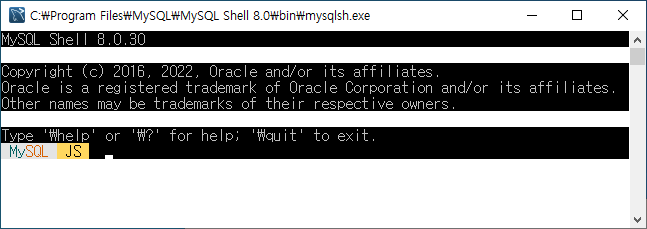 C:₩Program Files₩MySQL₩MySQL Shell 8.0₩bin₩mysqlsh.exe
MySQL Shell 8.0.30
Copyright (c) 2016, 2022, Oracle and/or its affiliates.
Oracle is a registered trademark of Oracle Corporation and/or its affiliates.
Other names may be trademarks of their respective owners.
Type '₩help' or '₩?' for help; '₩quit' to exit.
MySQL JS